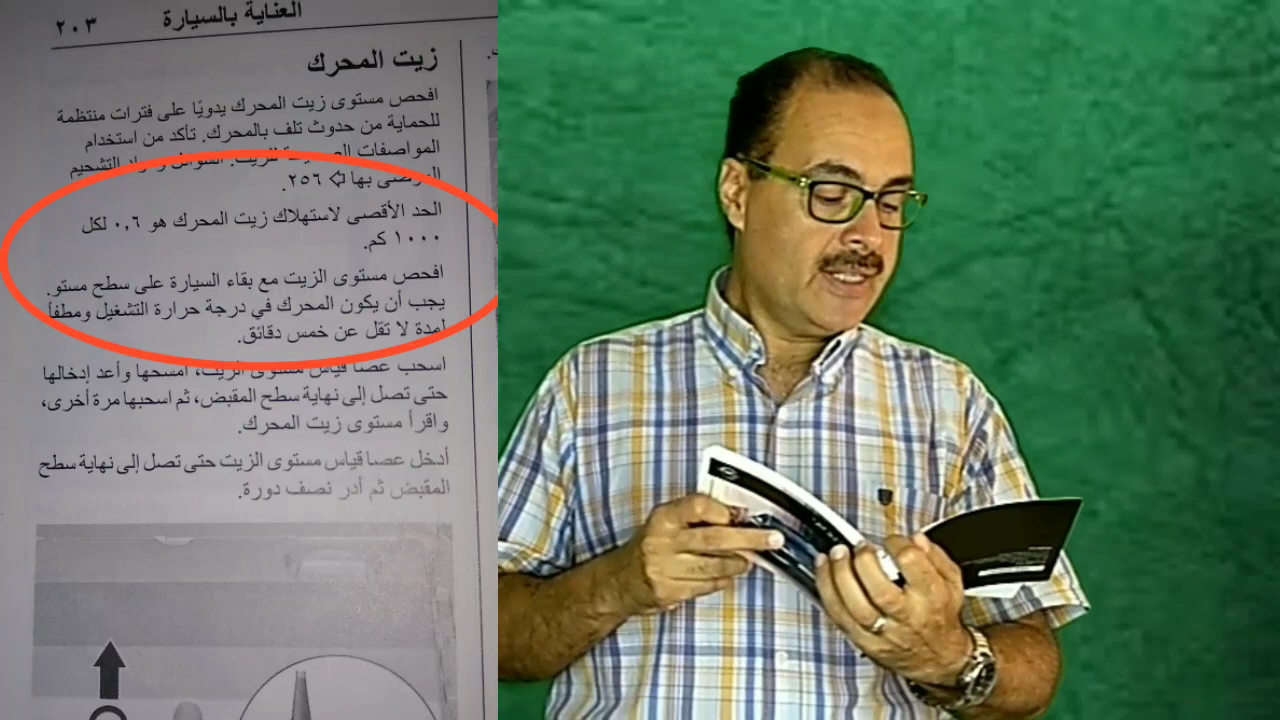 العناية بالسيارة
٢٠٣
زيت المحرك
افحص مستوى زيت المحرك يدويًا على فترات منتظمة
للحماية من حدوث تلف بالمحرك. تأكد من استخدام
المواصفات للزيت. السوائل التشحيم
بها ⇦ ٢٥٦.
الحد الأقصى لاستهلاك زيت المحرك هو ٠,٦ لكل
١٠٠٠ كم.
افحص مستوى الزيت مع بقاء السيارة على سطح مستو.
يجب أن يكون المحرك في درجة حرارة التشغيل ومطفأ
لمدة لا تقل عن خمس دقائق.
اسحب عصا قياس مستوى الزيت، امسحها وأعد إدخالها
حتى تصل إلى نهاية سطح المقبض، ثم اسحبها مرة أخرى،
واقرأ مستوى زيت المحرك.
أدخل عصا قياس مستوى الزيت حتى تصل إلى نهاية سطح
المقبض ثم أدر نصف دورة.